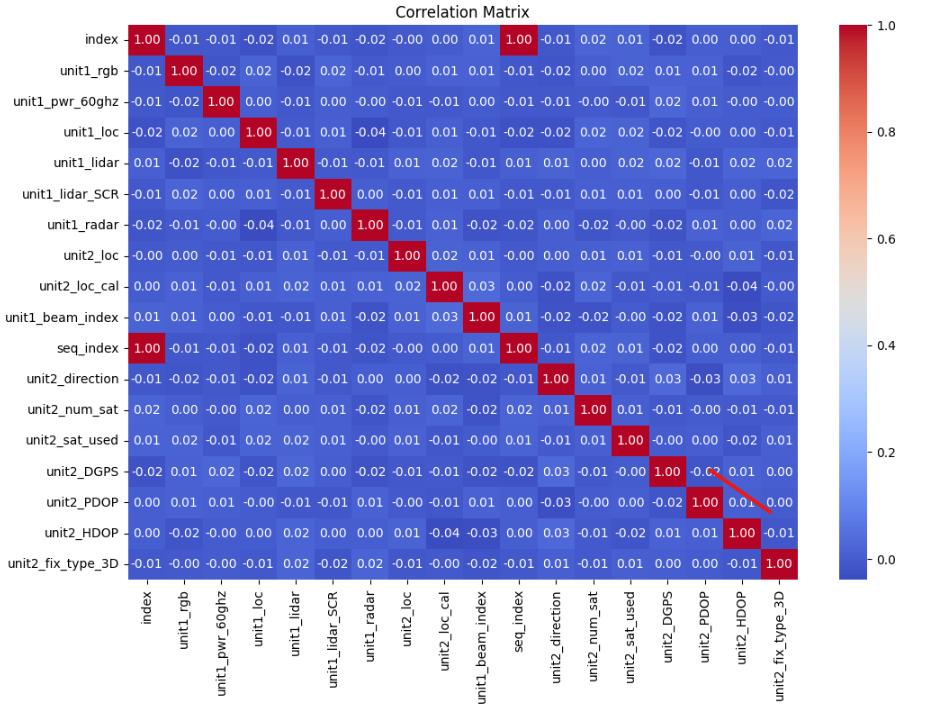 Correlation Matrix
index 1.00 -0.01 -0.01 -0.02 0.01 -0.01 -0.02 -0.00 0.00 0.01 1.00 -0.01 0.02 0.01 -0.02 0.00 0.00 -0.01
unit1_rgb -0.01 1.00 -0.02 0.02 -0.02 0.02 -0.01 0.00 0.01 0.01 -0.01 -0.02 0.00 0.02 0.01 0.01 -0.02 -0.00
unit1_pwr_60ghz -0.01 -0.02 1.00 0.00 -0.01 0.00 -0.00 -0.01 -0.01 0.00 -0.01 -0.01 -0.00 -0.01 0.02 0.01 -0.00 -0.00
unit1_loc -0.02 0.02 0.00 1.00 -0.01 0.01 -0.04 -0.01 0.01 -0.01 -0.02 -0.01 0.02 0.02 -0.02 -0.00 0.00 -0.01
unit1_lidar 0.01 -0.02 -0.01 -0.01 1.00 -0.01 -0.01 0.01 0.02 -0.01 0.01 0.01 0.00 0.02 0.02 -0.01 0.02 0.02
unit1_lidar_SCR -0.01 0.02 0.00 0.01 -0.01 1.00 0.00 -0.01 0.01 0.01 -0.01 -0.01 0.01 0.01 0.01 -0.01 0.00 -0.02
unit1_radar -0.02 -0.01 -0.00 -0.04 -0.01 0.00 1.00 -0.01 0.01 -0.02 -0.02 0.00 -0.02 -0.00 -0.02 0.01 0.00 0.02
unit2_loc -0.00 0.00 -0.01 -0.01 0.01 -0.01 -0.01 1.00 0.02 0.01 -0.00 0.00 0.01 -0.01 -0.01 -0.00 0.01 -0.01
unit2_loc_cal 0.00 0.01 -0.01 0.01 0.02 0.01 0.01 0.02 1.00 0.03 0.00 -0.02 0.02 -0.01 -0.01 -0.01 -0.04 -0.00
unit1_beam_index 0.01 0.01 0.00 -0.01 -0.01 0.01 -0.02 0.01 0.03 1.00 0.01 -0.02 -0.02 -0.00 -0.02 0.01 -0.03 -0.02
seq_index 1.00 -0.01 -0.01 -0.02 0.01 -0.01 -0.02 -0.00 0.00 0.01 1.00 -0.01 0.02 0.01 -0.02 0.00 0.00 -0.01
unit2_direction -0.01 -0.02 -0.01 -0.01 0.01 -0.01 0.00 0.00 -0.02 -0.02 -0.01 1.00 0.01 -0.01 0.03 -0.03 0.03 0.01
unit2_num_sat 0.02 0.00 -0.00 0.02 0.00 0.01 -0.02 0.01 0.02 -0.02 0.02 0.01 1.00 0.01 -0.01 -0.00 -0.01 -0.01
unit2_sat_used 0.01 0.02 -0.01 0.02 0.02 0.01 -0.00 -0.01 -0.01 -0.00 0.01 -0.01 0.01 1.00 -0.00 0.00 -0.02 0.01
unit2_DGPS -0.02 0.01 0.02 -0.02 0.02 0.01 -0.02 -0.01 -0.01 -0.02 -0.02 0.03 -0.01 -0.00 1.00 -0.02 0.01 0.00
unit2_PDOP 0.00 0.01 0.01 -0.00 -0.01 -0.01 0.01 -0.00 -0.01 0.01 0.00 -0.03 -0.00 0.00 -0.02 1.00 0.01 0.00
unit2_HDOP 0.00 -0.02 -0.00 0.00 0.02 0.00 0.00 0.01 -0.04 -0.03 0.00 0.03 -0.01 -0.02 0.01 0.01 1.00 -0.01
unit2_fix_type_3D -0.01 -0.00 -0.00 -0.01 0.02 -0.02 0.02 -0.01 -0.00 -0.02 -0.01 0.01 -0.01 0.01 0.00 0.00 -0.01 1.00
index unit1_rgb unit1_pwr_60ghz unit1_loc unit1_lidar unit1_lidar_SCR unit1_radar unit2_loc unit2_loc_cal unit1_beam_index seq_index unit2_direction unit2_num_sat unit2_sat_used unit2_DGPS unit2_PDOP unit2_HDOP unit2_fix_type_3D
1.0
0.8
0.6
0.4
0.2
0.0